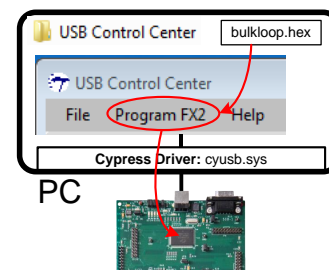 USB Control Center
bulkloop.hex
USB Control Center
File Program FX2 Help
Cypress Driver: cyusb.sys
PC